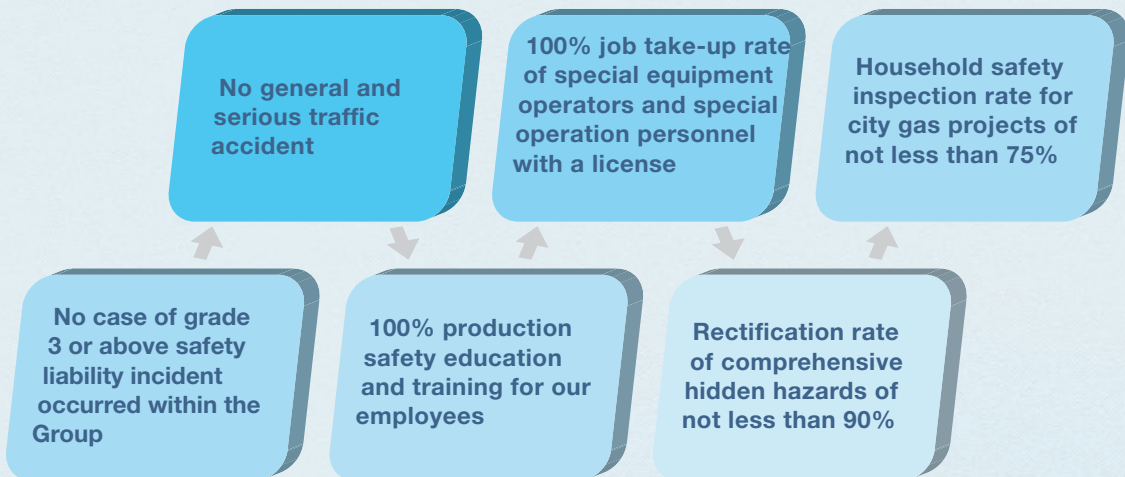 No case of grade
3 or above safety
liability incident
occurred within the
Group
No general and
serious traffic
accident
100% production
safety education
and training for our
employees
100% job take-up rate
of special equipment
operators and special
operation personnel
with a license
Rectification rate
of comprehensive
hidden hazards of
not less than 90%
Household safety
inspection rate for
city gas projects of
not less than 75%